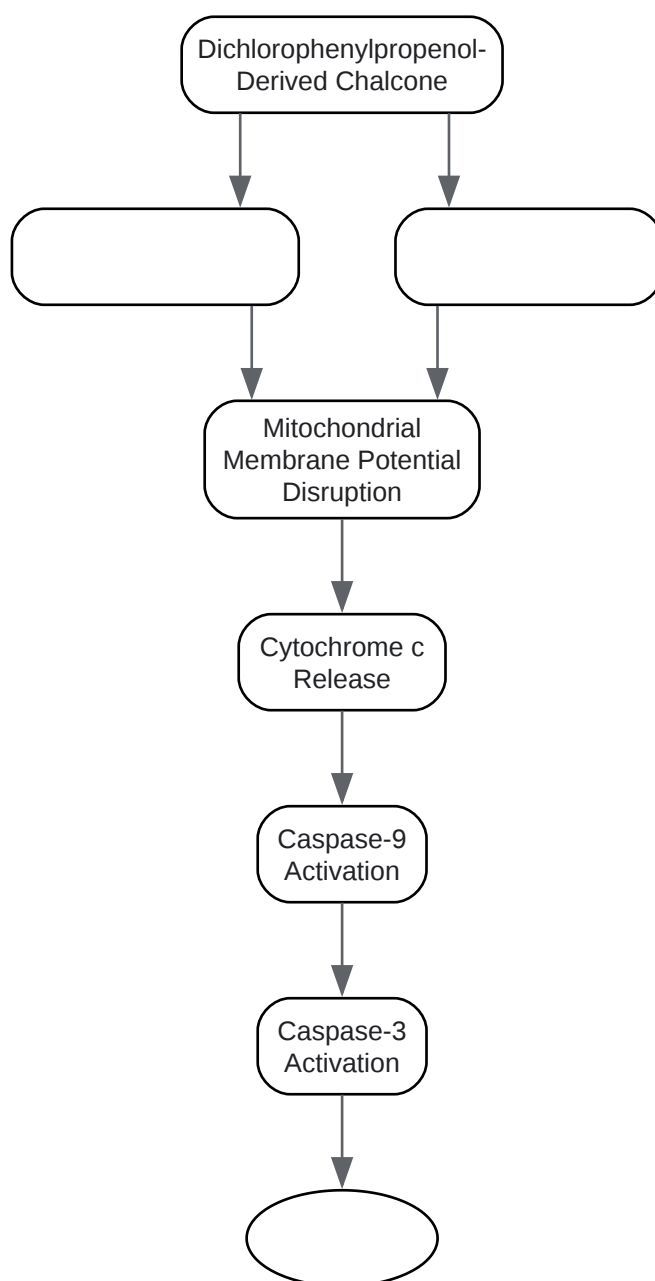 Dichlorophenylpropenol-
Derived Chalcone
Mitochondrial
Membrane Potential
Disruption
Cytochrome c
Release
Caspase-9
Activation
Caspase-3
Activation